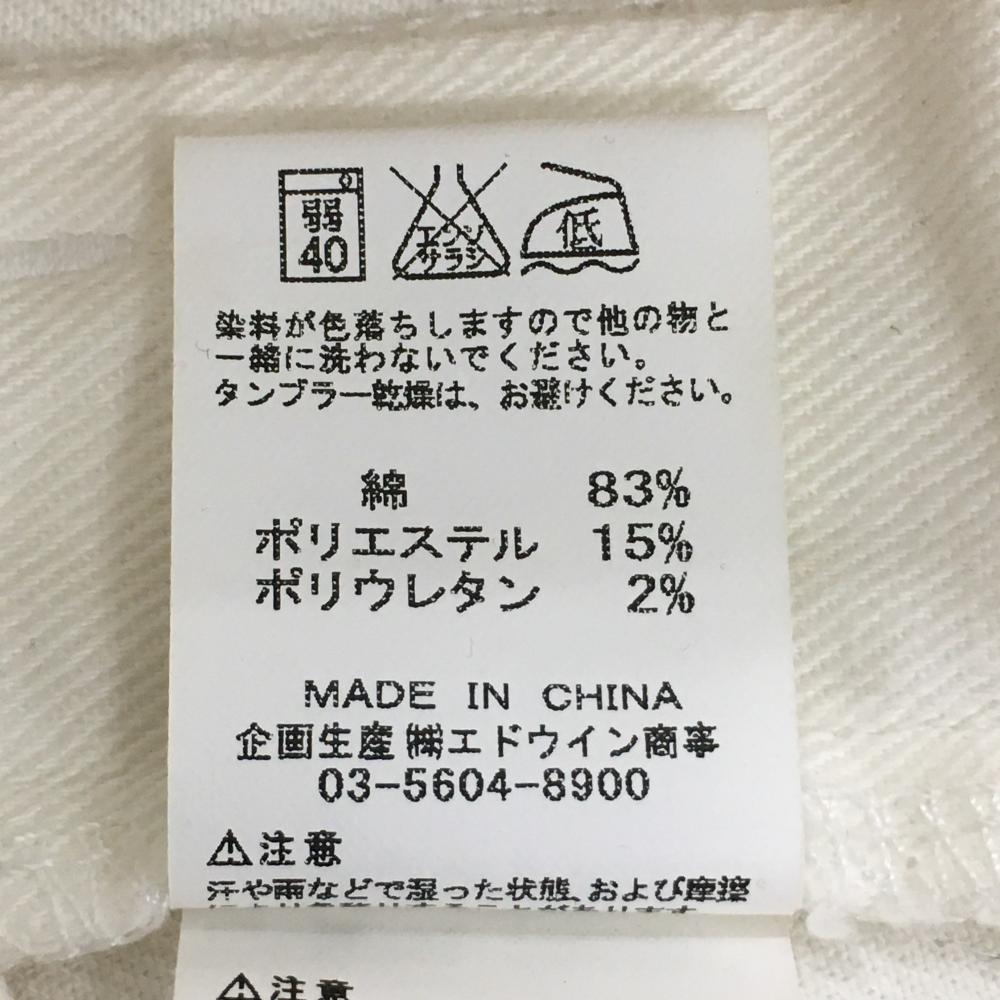 弱
40
エンソ
サラシ
低
染料が色落ちしますので他の物と
一緒に洗わないでください。
タンブラー乾燥は、お避けください。
綿 83%
ポリエステル 15%
ポリウレタン 2%
MADE IN CHINA
企画生産 ㈱エドウイン商事
03-5604-8900
⚠注意
汗や雨などで湿った状態、および摩擦
⚠注意